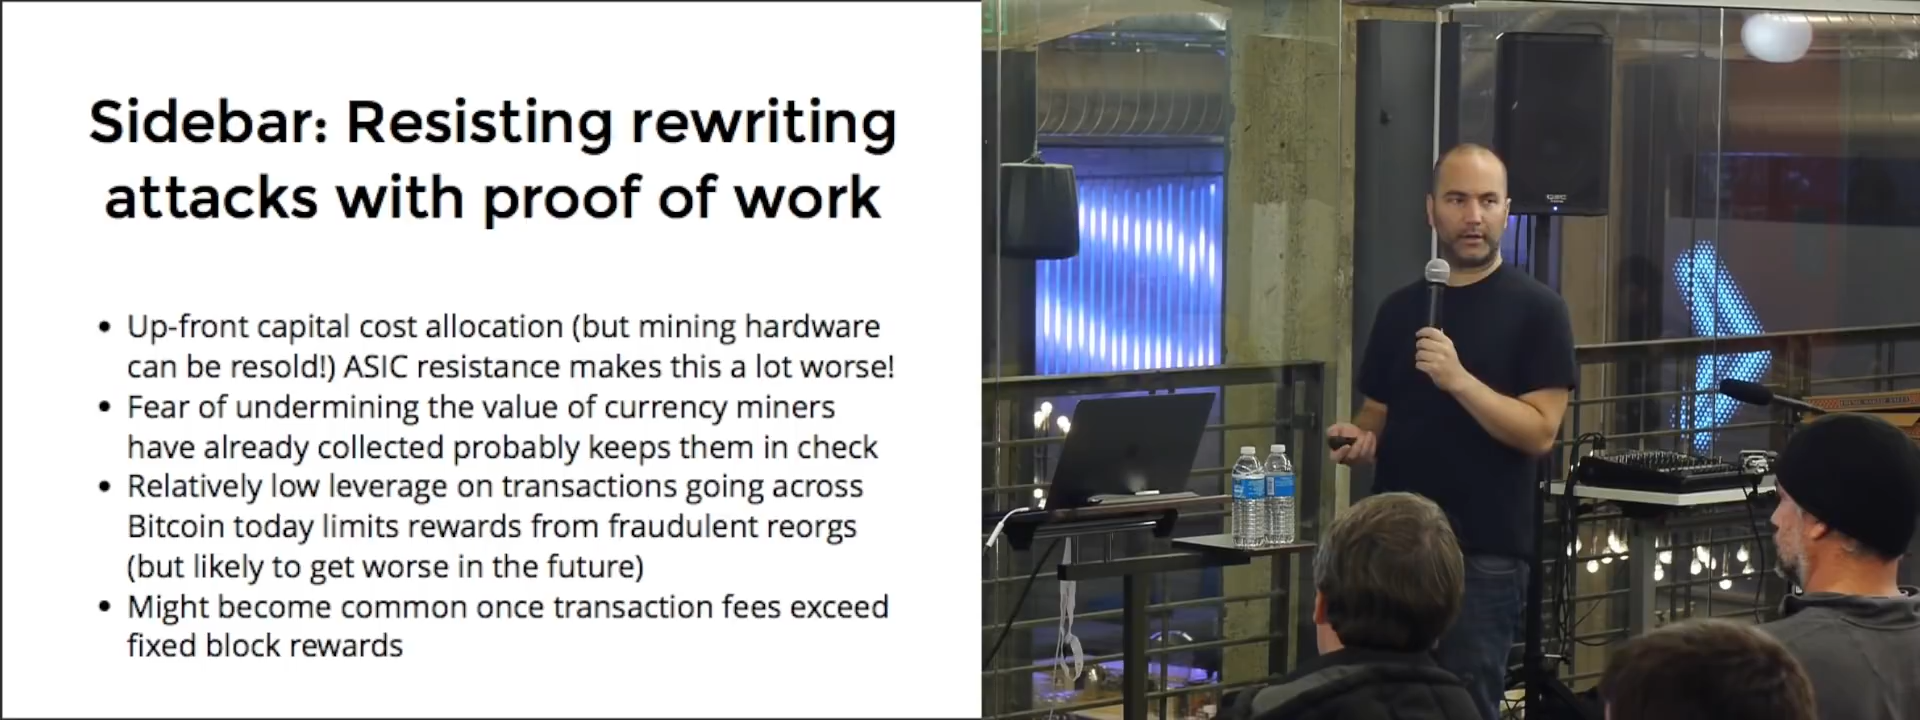 Sidebar: Resisting rewriting
attacks with proof of work
• Up-front capital cost allocation (but mining hardware
can be resold!) ASIC resistance makes this a lot worse!
• Fear of undermining the value of currency miners
have already collected probably keeps them in check
• Relatively low leverage on transactions going across
Bitcoin today limits rewards from fraudulent reorgs
(but likely to get worse in the future)
• Might become common once transaction fees exceed
fixed block rewards